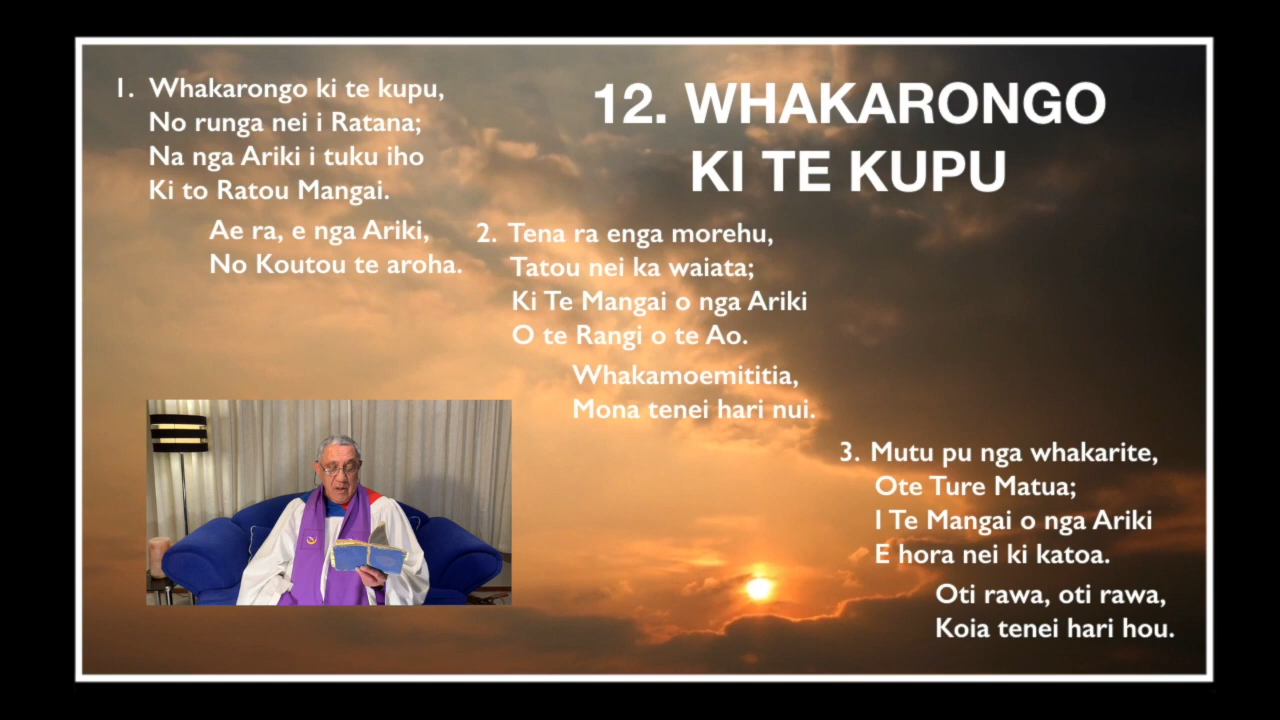 12. WHAKARONGO
KI TE KUPU
1. Whakarongo ki te kupu,
No runga nei i Ratana;
Na nga Ariki i tuku iho
Ki to Ratou Mangai.
Ae ra, e nga Ariki,
No Koutou te aroha.
2. Tena ra enga morehu,
Tatou nei ka waiata;
Ki Te Mangai o nga Ariki
O te Rangi o te Ao.
Whakamoemititia,
Mona tenei hari nui.
3. Mutu pu nga whakarite,
Ote Ture Matua;
I Te Mangai o nga Ariki
E hora nei ki katoa.
Oti rawa, oti rawa,
Koia tenei hari hou.